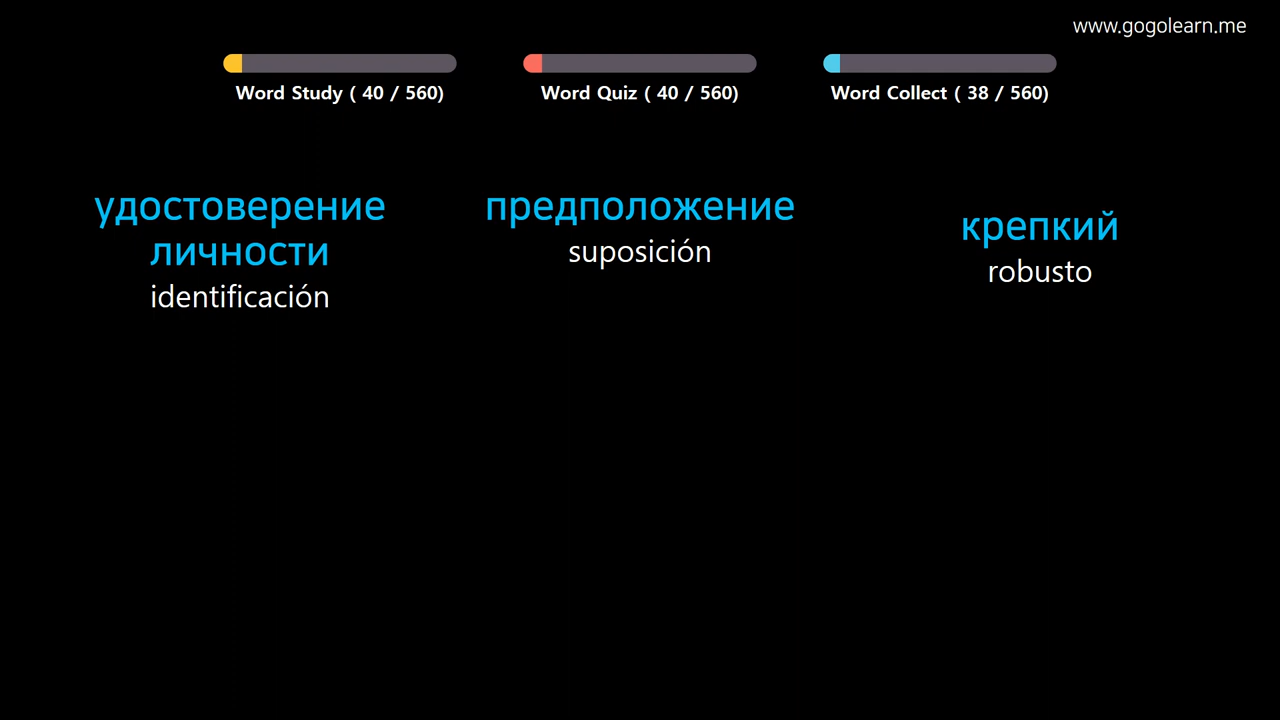 www.gogolearn.me
Word Study ( 40 / 560)
Word Quiz ( 40 / 560)
Word Collect ( 38 / 560)
удостоверение
личности
identificación
предположение
suposición
крепкий
robusto